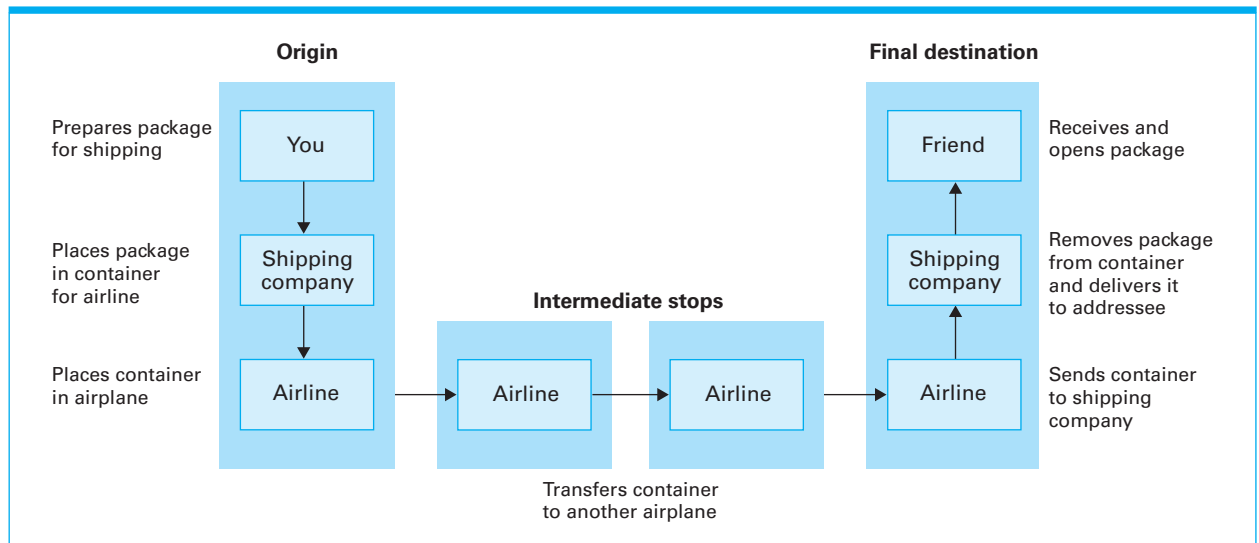 Origin
Final destination
Prepares package
for shipping
You
Friend
Receives and
opens package
Places package
in container
for airline
Shipping
company
Shipping
company
Removes package
from container
and delivers it
to addressee
Intermediate stops
Places container
in airplane
Airline
Airline
Airline
Airline
Sends container
to shipping
company
Transfers container
to another airplane